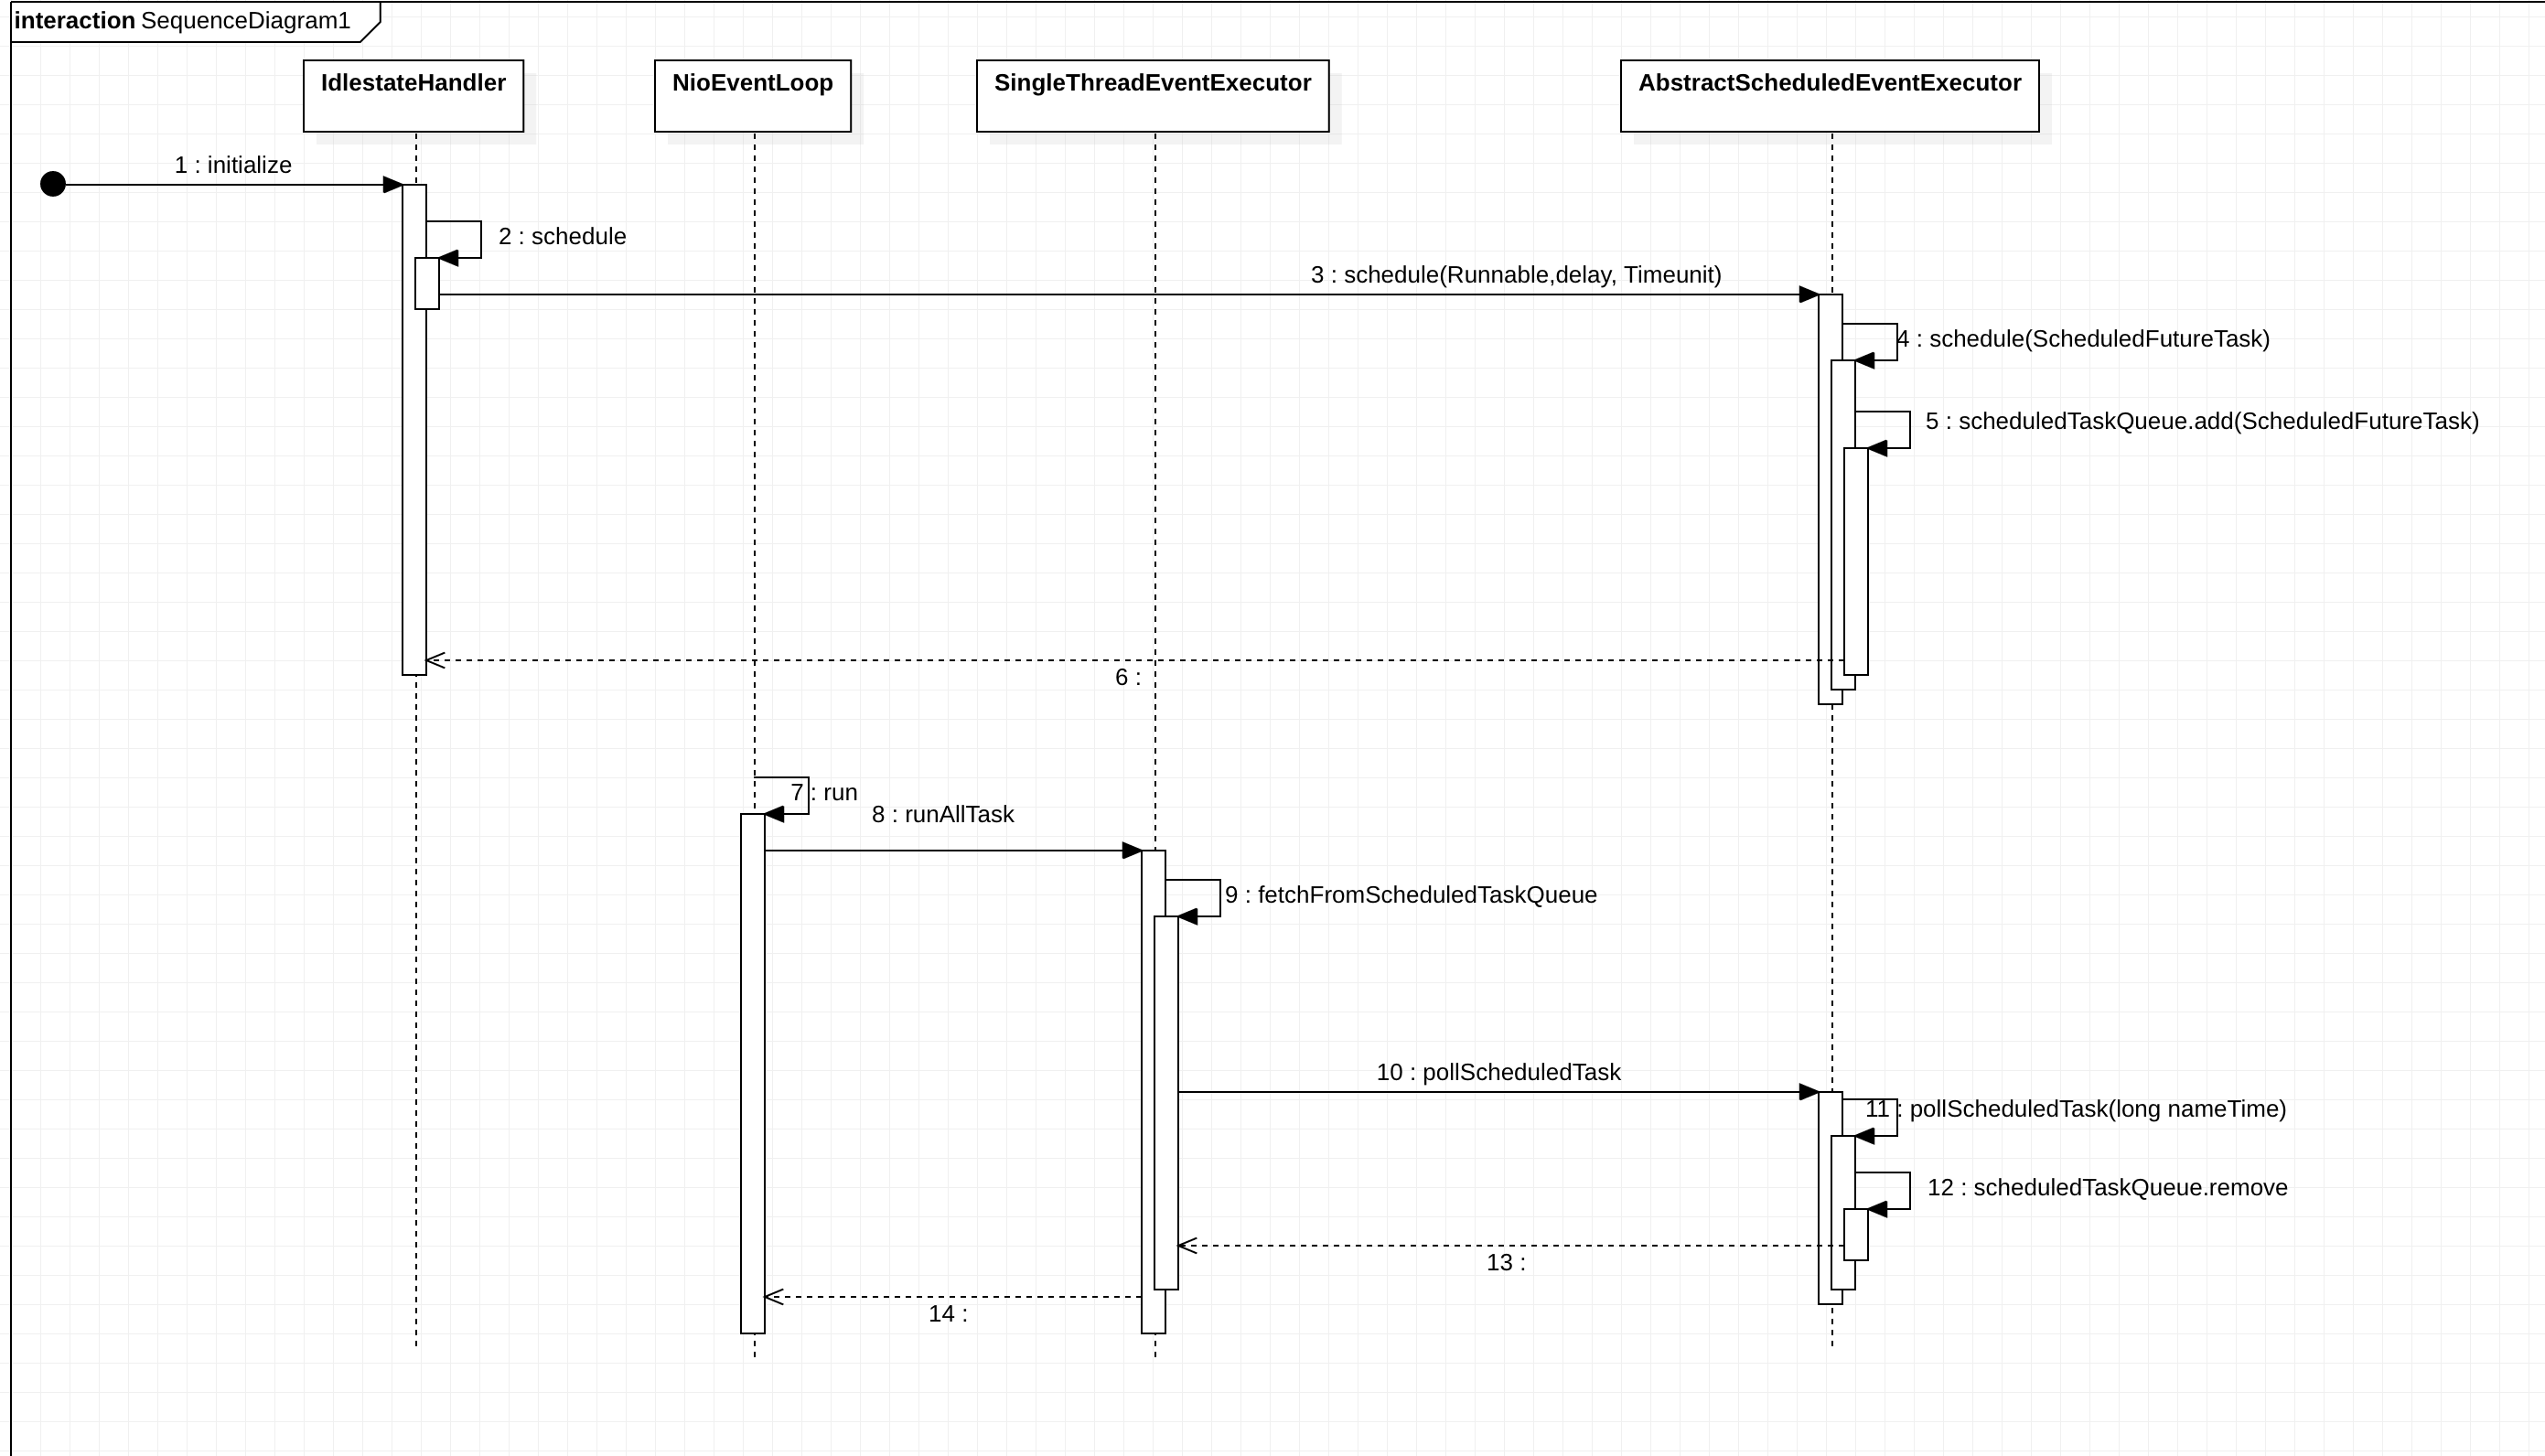 interaction SequenceDiagram1
IdlestateHandler
NioEventLoop
SingleThreadEventExecutor
AbstractScheduledEventExecutor
1 : initialize
2 : schedule
3 : schedule(Runnable,delay, Timeunit)
4 : schedule(ScheduledFutureTask)
5 : scheduledTaskQueue.add(ScheduledFutureTask)
6 :
7 : run
8 : runAllTask
9 : fetchFromScheduledTaskQueue
10 : pollScheduledTask
11 : pollScheduledTask(long nameTime)
12 : scheduledTaskQueue.remove
13 :
14 :